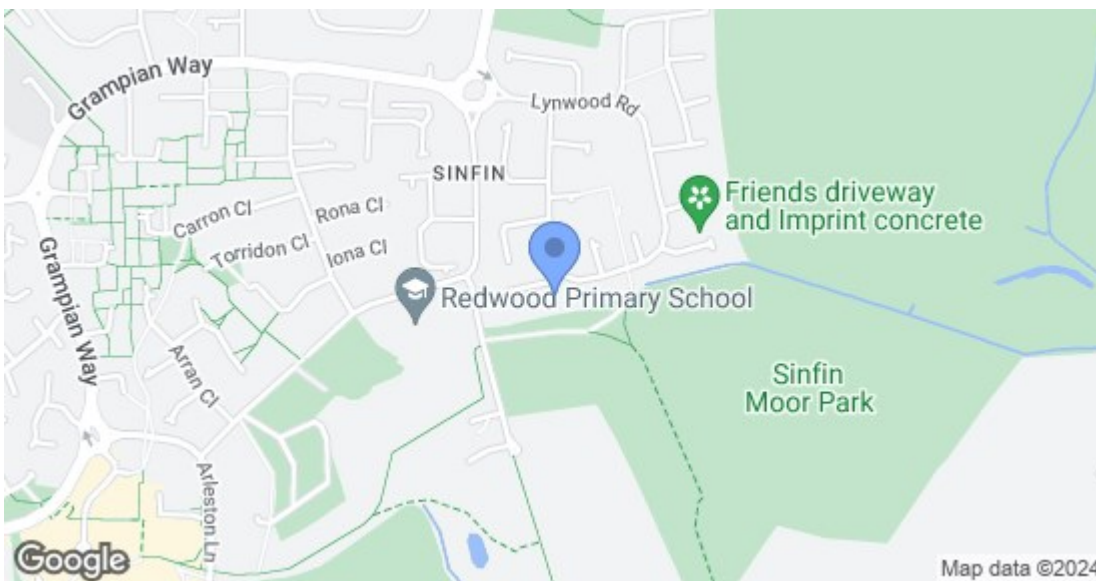 Grampian Way
Lynwood Rd
SINFIN
Friends driveway
and Imprint concrete
Carron Cl
Rona Cl
Torridon Cl
Iona Cl
Grampian Way
Redwood Primary School
Arran Cl
Sinfin
Moor Park
Arleston Ln
Google
Map data ©2024